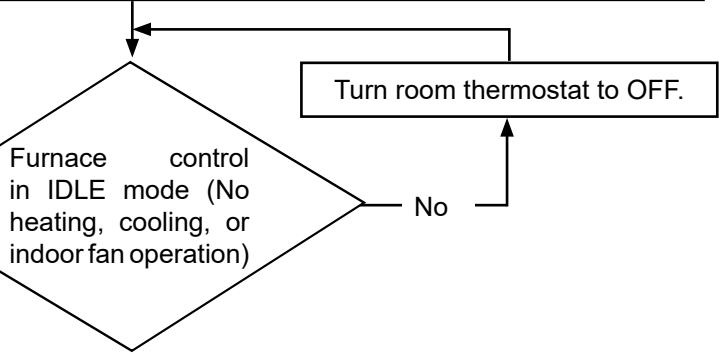 Turn room thermostat to OFF.
Furnace control
in IDLE mode (No
heating, cooling, or
indoor fan operation)
No